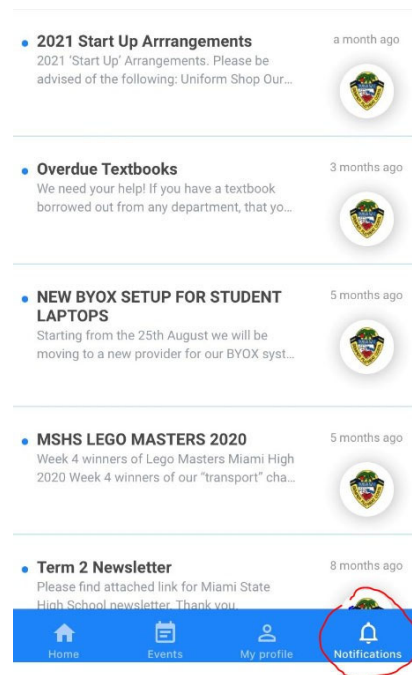 2021 Start Up Arrrangements
a month ago
2021 'Start Up' Arrangements. Please be
advised of the following: Uniform Shop Our...
Overdue Textbooks
3 months ago
We need your help! If you have a textbook
borrowed out from any department, that yo...
NEW BYOX SETUP FOR STUDENT
5 months ago
LAPTOPS
Starting from the 25th August we will be
moving to a new provider for our BYOX syst...
MSHS LEGO MASTERS 2020
5 months ago
Week 4 winners of Lego Masters Miami High
2020 Week 4 winners of our "transport" cha...
Term 2 Newsletter
8 months ago
Please find attached link for Miami State
High School newsletter. Thank you.
Home
Events
My profile
Notifications